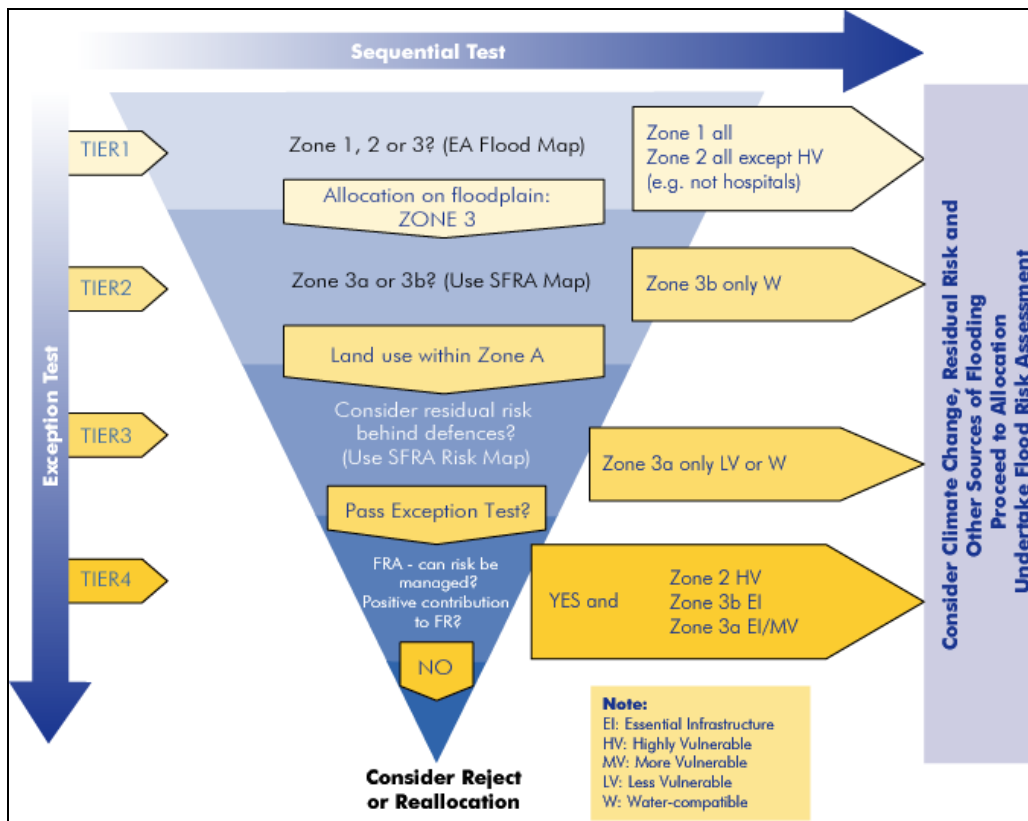 Sequential Test
Exception Test
TIER1
Zone 1, 2 or 3? (EA Flood Map)
Zone 1 all
Zone 2 all except HV
(e.g. not hospitals)
Allocation on floodplain:
ZONE 3
TIER2
Zone 3a or 3b? (Use SFRA Map)
Zone 3b only W
Land use within Zone A
TIER3
Consider residual risk
behind defences?
(Use SFRA Risk Map)
Zone 3a only LV or W
Pass Exception Test?
TIER4
FRA - can risk be
managed?
Positive contribution
to FR?
YES and
Zone 2 HV
Zone 3b EI
Zone 3a EI/MV
NO
Consider Reject
or Reallocation
Note:
EI: Essential Infrastructure
HV: Highly Vulnerable
MV: More Vulnerable
LV: Less Vulnerable
W: Water-compatible
Consider Climate Change, Residual Risk and
Other Sources of Flooding
Proceed to Allocation
Undertake Flood Risk Assessment